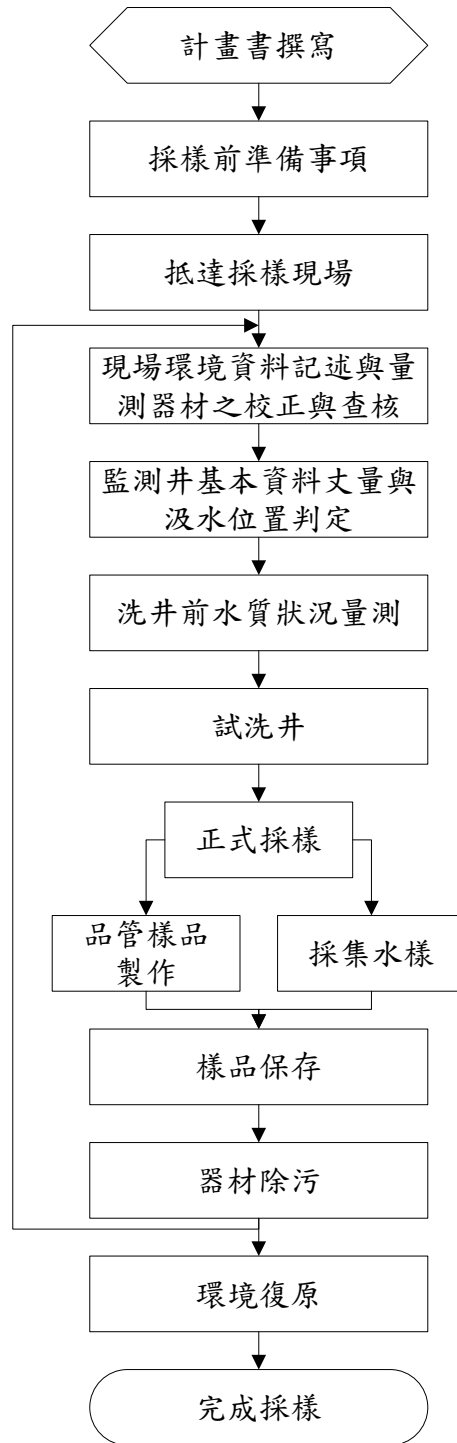 計畫書撰寫
採樣前準備事項
抵達採樣現場
現場環境資料記述與量
測器材之校正與查核
監測井基本資料丈量與
汲水位置判定
洗井前水質狀況量測
試洗井
正式採樣
品管樣品
製作
採集水樣
樣品保存
器材除污
環境復原
完成採樣